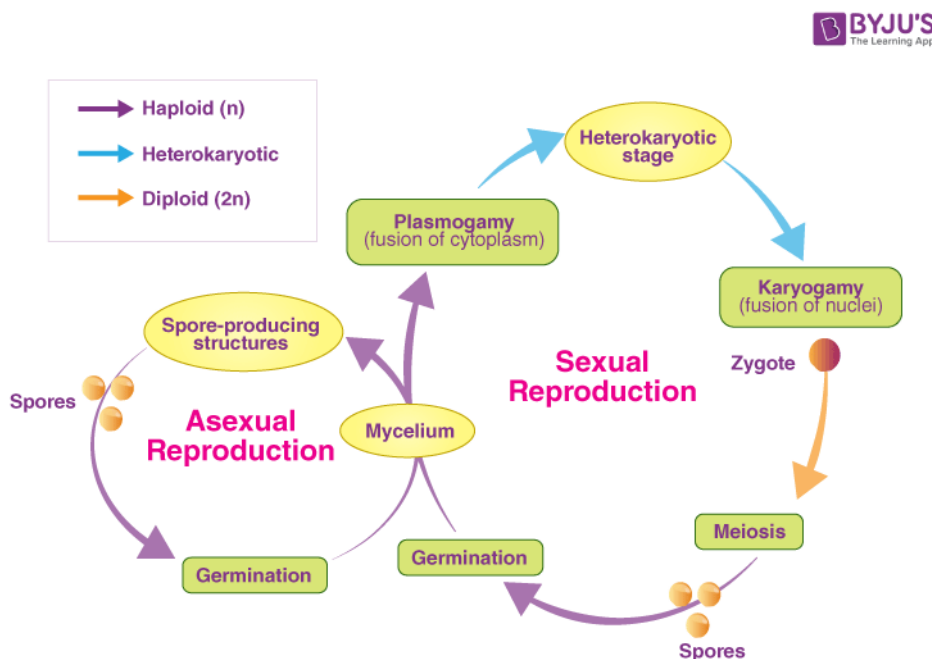 BYJU'S
The Learning App
Haploid (n)
Heterokaryotic
Diploid (2n)
Heterokaryotic
stage
Plasmogamy
(fusion of cytoplasm)
Karyogamy
(fusion of nuclei)
Zygote
Spore-producing
structures
Spores
Asexual
Reproduction
Sexual
Reproduction
Mycelium
Meiosis
Germination
Germination
Spores